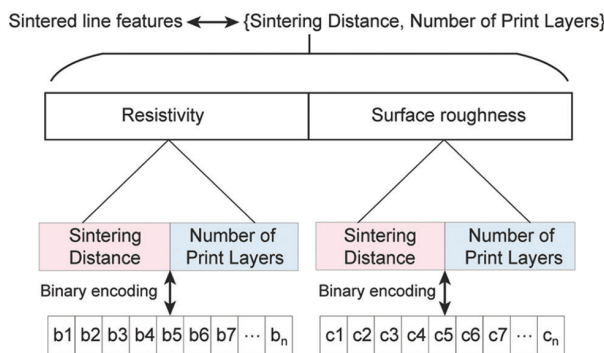 Sintered line features ↔ {Sintering Distance, Number of Print Layers}
Resistivity Surface roughness
Sintering Number of Sintering Number of
Distance Print Layers Distance Print Layers
Binary encoding Binary encoding
b1 b2 b3 b4 b5 b6 b7 ⋯ bₙ c1 c2 c3 c4 c5 c6 c7 ⋯ cₙ